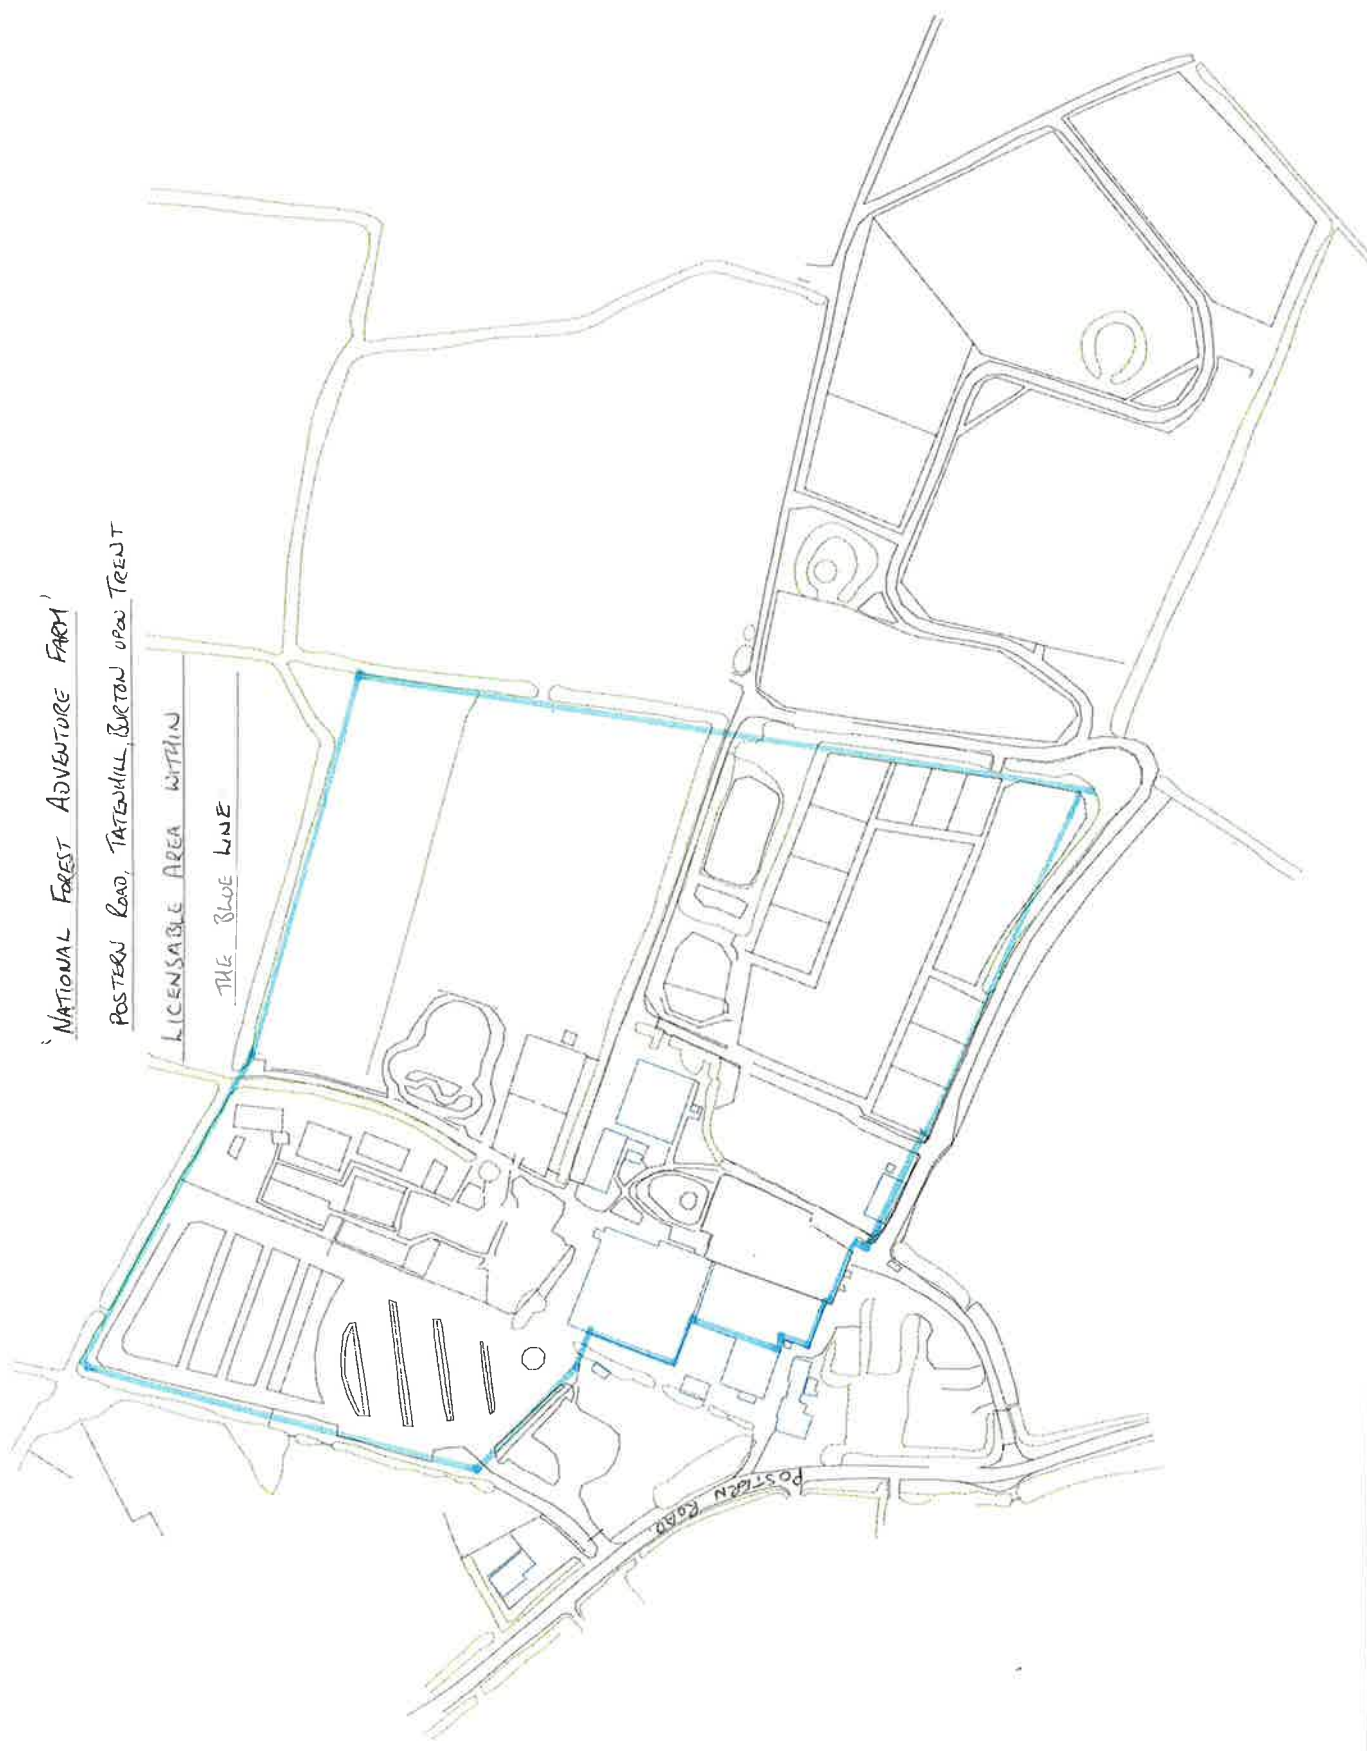 'NATIONAL FOREST ADVENTURE FARM'
POSTERN ROAD, TATENHILL, BURTON UPON TRENT
LICENSABLE AREA WITHIN
THE BLUE LINE
POSTERN ROAD